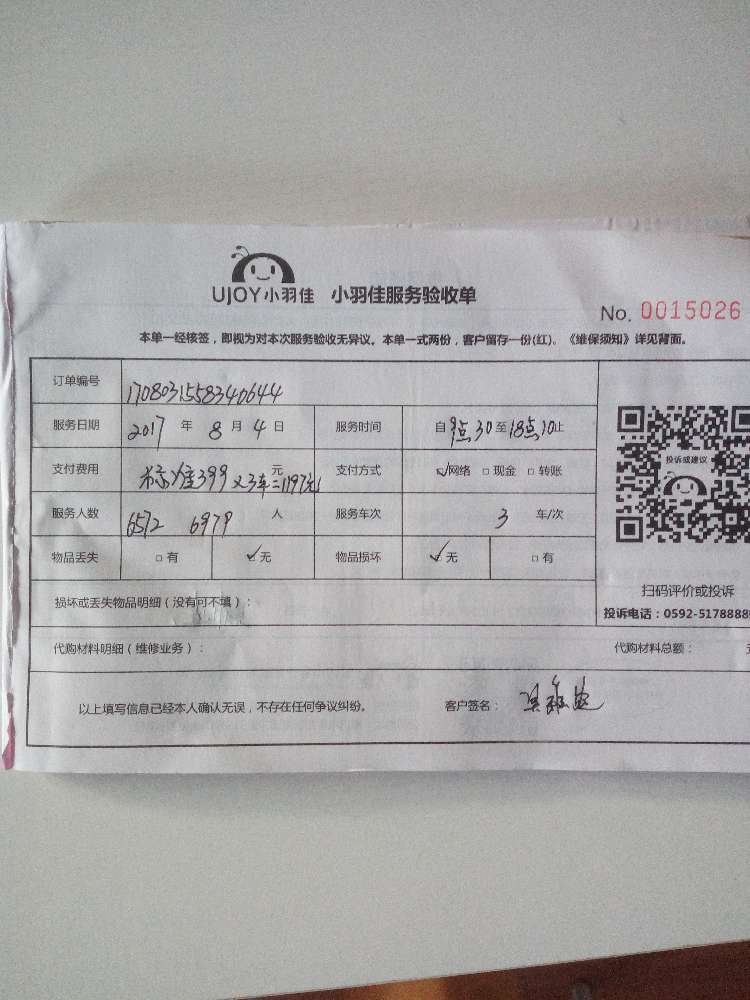 UJOY小羽佳 小羽佳服务验收单
No. 0015026
本单一经核签，即视为对本次服务验收无异议。本单一式两份，客户留存一份(红)。《维保须知》详见背面。
订单编号 1708031558340644
服务日期 2017 年 8 月 4 日 服务时间 自 9点30 至 18点10 止
支付费用 标准399×3车=1197元 元 支付方式 ☑网络 □现金 □转账
服务人数 6572 6979 人 服务车次 3 车/次
物品丢失 □有 ☑无 物品损坏 ☑无 □有
投诉或建议
扫码评价或投诉
投诉电话：0592-5178888
损坏或丢失物品明细（没有可不填）：
代购材料明细（维修业务）： 代购材料总额：
以上填写信息已经本人确认无误，不存在任何争议纠纷。 客户签名：